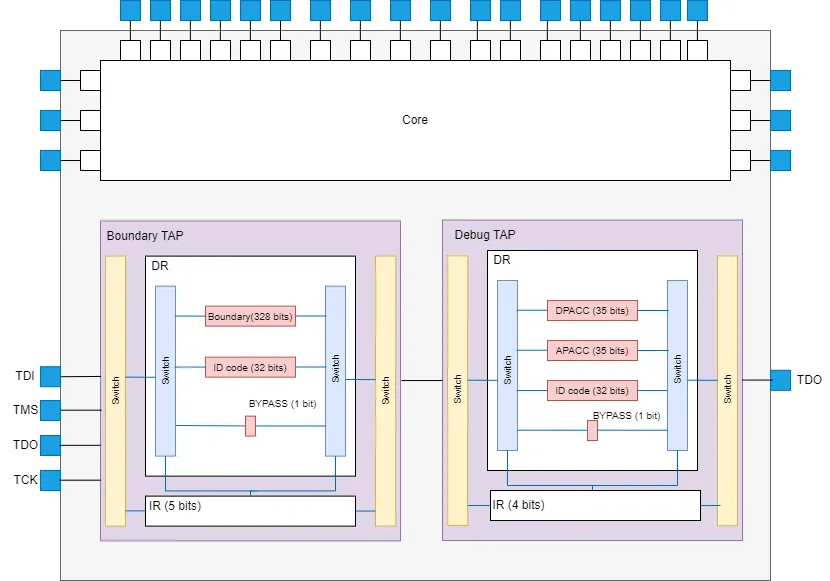 Core
Boundary TAP
DR
Switch
Switch
Boundary(328 bits)
ID code (32 bits)
BYPASS (1 bit)
Switch
Switch
IR (5 bits)
Debug TAP
DR
Switch
Switch
DPACC (35 bits)
APACC (35 bits)
ID code (32 bits)
BYPASS (1 bit)
Switch
Switch
IR (4 bits)
TDI
TMS
TDO
TCK
TDO